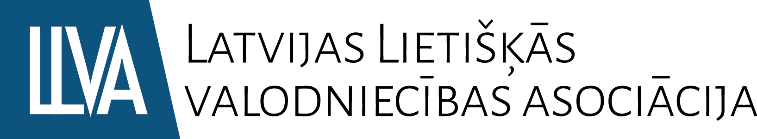 LLVA
Latvijas Lietišķās
valodniecības asociācija